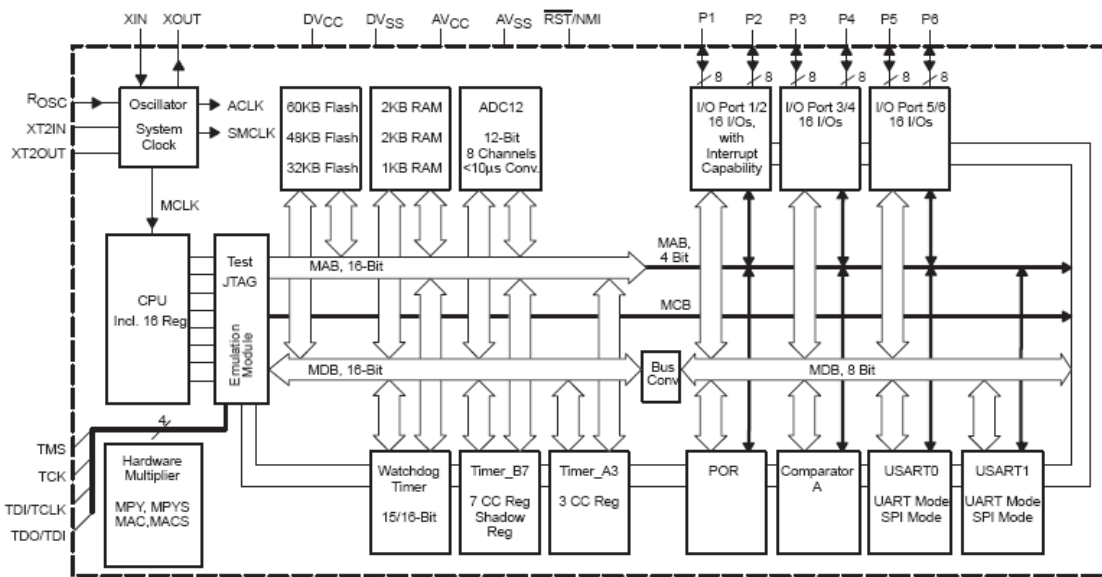 XIN
XOUT
DVCC
DVSS
AVCC
AVSS
RST/NMI
P1
P2
P3
P4
P5
P6
8
8
8
8
8
8
ROSC
XT2IN
XT2OUT
Oscillator
System
Clock
ACLK
SMCLK
60KB Flash
48KB Flash
32KB Flash
2KB RAM
2KB RAM
1KB RAM
ADC12
12-Bit
8 Channels
<10µs Conv.
I/O Port 1/2
16 I/Os,
with
Interrupt
Capability
I/O Port 3/4
16 I/Os
I/O Port 5/6
16 I/Os
MCLK
CPU
Incl. 16 Reg
Test
JTAG
Emulation
Module
MAB, 16-Bit
MAB,
4 Bit
MCB
MDB, 16-Bit
Bus
Conv
MDB, 8 Bit
4
TMS
TCK
TDI/TCLK
TDO/TDI
Hardware
Multiplier
MPY, MPYS
MAC,MACS
Watchdog
Timer
15/16-Bit
Timer_B7
7 CC Reg
Shadow
Reg
Timer_A3
3 CC Reg
POR
Comparator
A
USART0
UART Mode
SPI Mode
USART1
UART Mode
SPI Mode